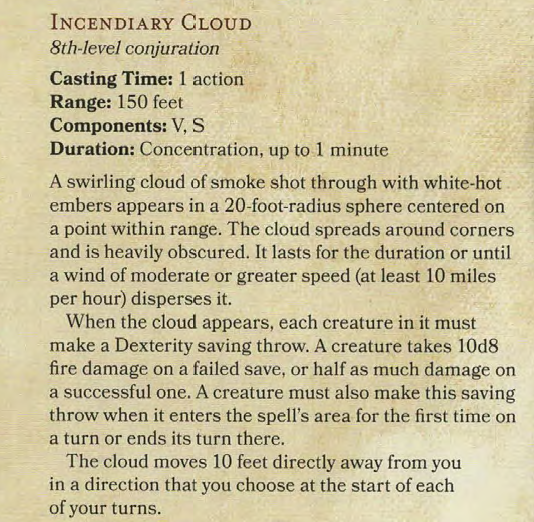 INCENDIARY CLOUD
8th-level conjuration
Casting Time: 1 action
Range: 150 feet
Components: V, S
Duration: Concentration, up to 1 minute
A swirling cloud of smoke shot through with white-hot
embers appears in a 20-foot-radius sphere centered on
a point within range. The cloud spreads around corners
and is heavily obscured. It lasts for the duration or until
a wind of moderate or greater speed (at least 10 miles
per hour) disperses it.
When the cloud appears, each creature in it must
make a Dexterity saving throw. A creature takes 10d8
fire damage on a failed save, or half as much damage on
a successful one. A creature must also make this saving
throw when it enters the spell's area for the first time on
a turn or ends its turn there.
The cloud moves 10 feet directly away from you
in a direction that you choose at the start of each
of your turns.